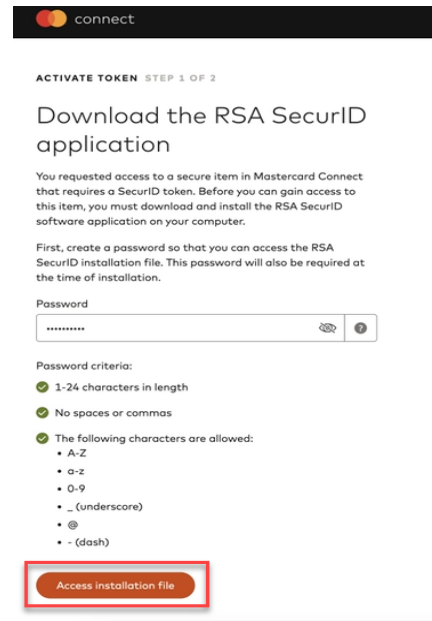 connect
ACTIVATE TOKEN STEP 1 OF 2
Download the RSA SecurID
application
You requested access to a secure item in Mastercard Connect
that requires a SecurID token. Before you can gain access to
this item, you must download and install the RSA SecurID
software application on your computer.
First, create a password so that you can access the RSA
SecurID installation file. This password will also be required at
the time of installation.
Password
••••••••••
?
Password criteria:
1-24 characters in length
No spaces or commas
The following characters are allowed:
• A-Z
• a-z
• 0-9
• _ (underscore)
• @
• - (dash)
Access installation file